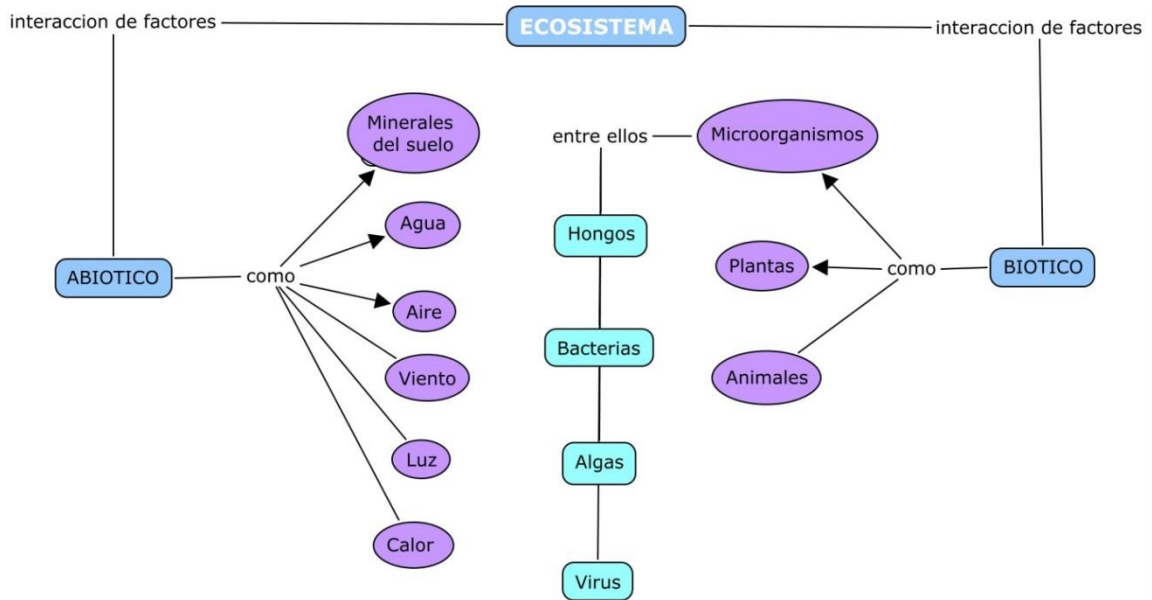 interaccion de factores
ECOSISTEMA
interaccion de factores
Minerales
del suelo
Agua
ABIOTICO
como
Aire
Viento
Luz
Calor
entre ellos
Microorganismos
Hongos
Bacterias
Algas
Virus
Plantas
como
BIOTICO
Animales